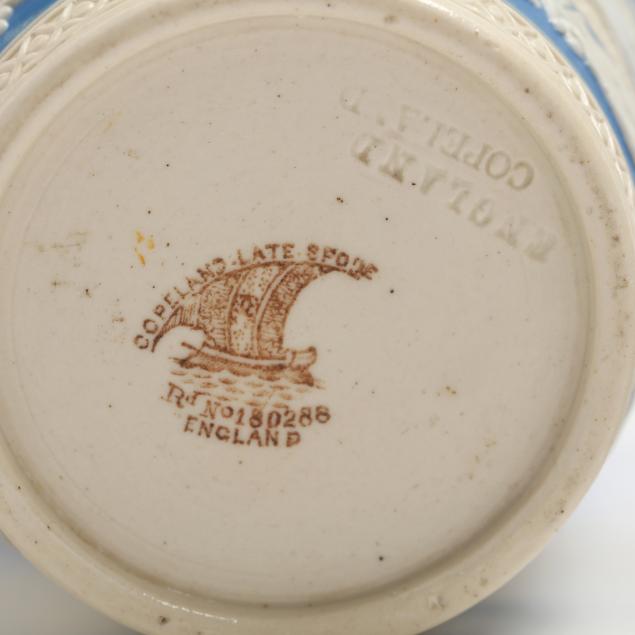 COPELAND LATE SPODE
Rd No 180288
ENGLAND
COPELAND
ENGLAND